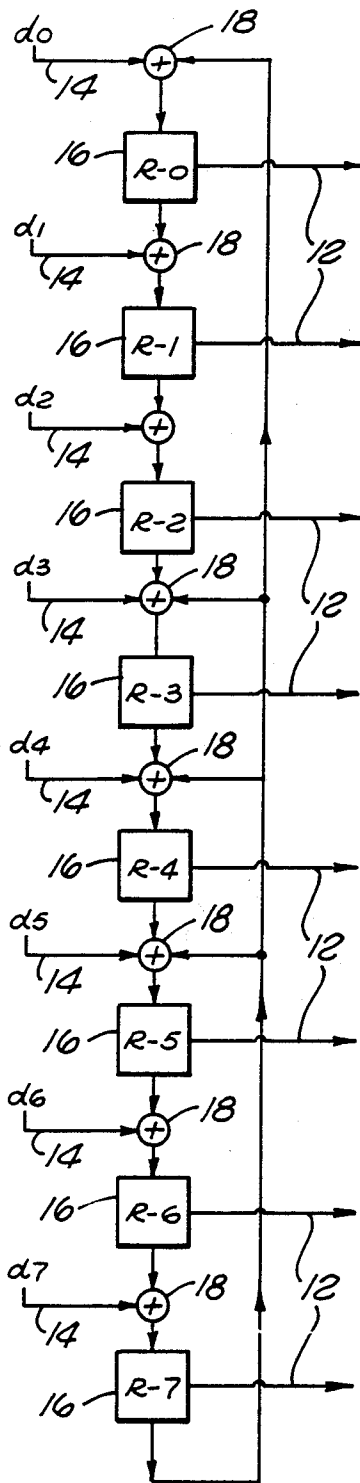 d0 + 18
14
16 R-0
12
d1 + 18
14
16 R-1
d2 +
14
16 R-2
d3 + 18
14
12
16 R-3
d4 + 18
14
16 R-4
d5 + 18
14
12
16 R-5
d6 + 18
14
16 R-6
d7 + 18
14
12
16 R-7